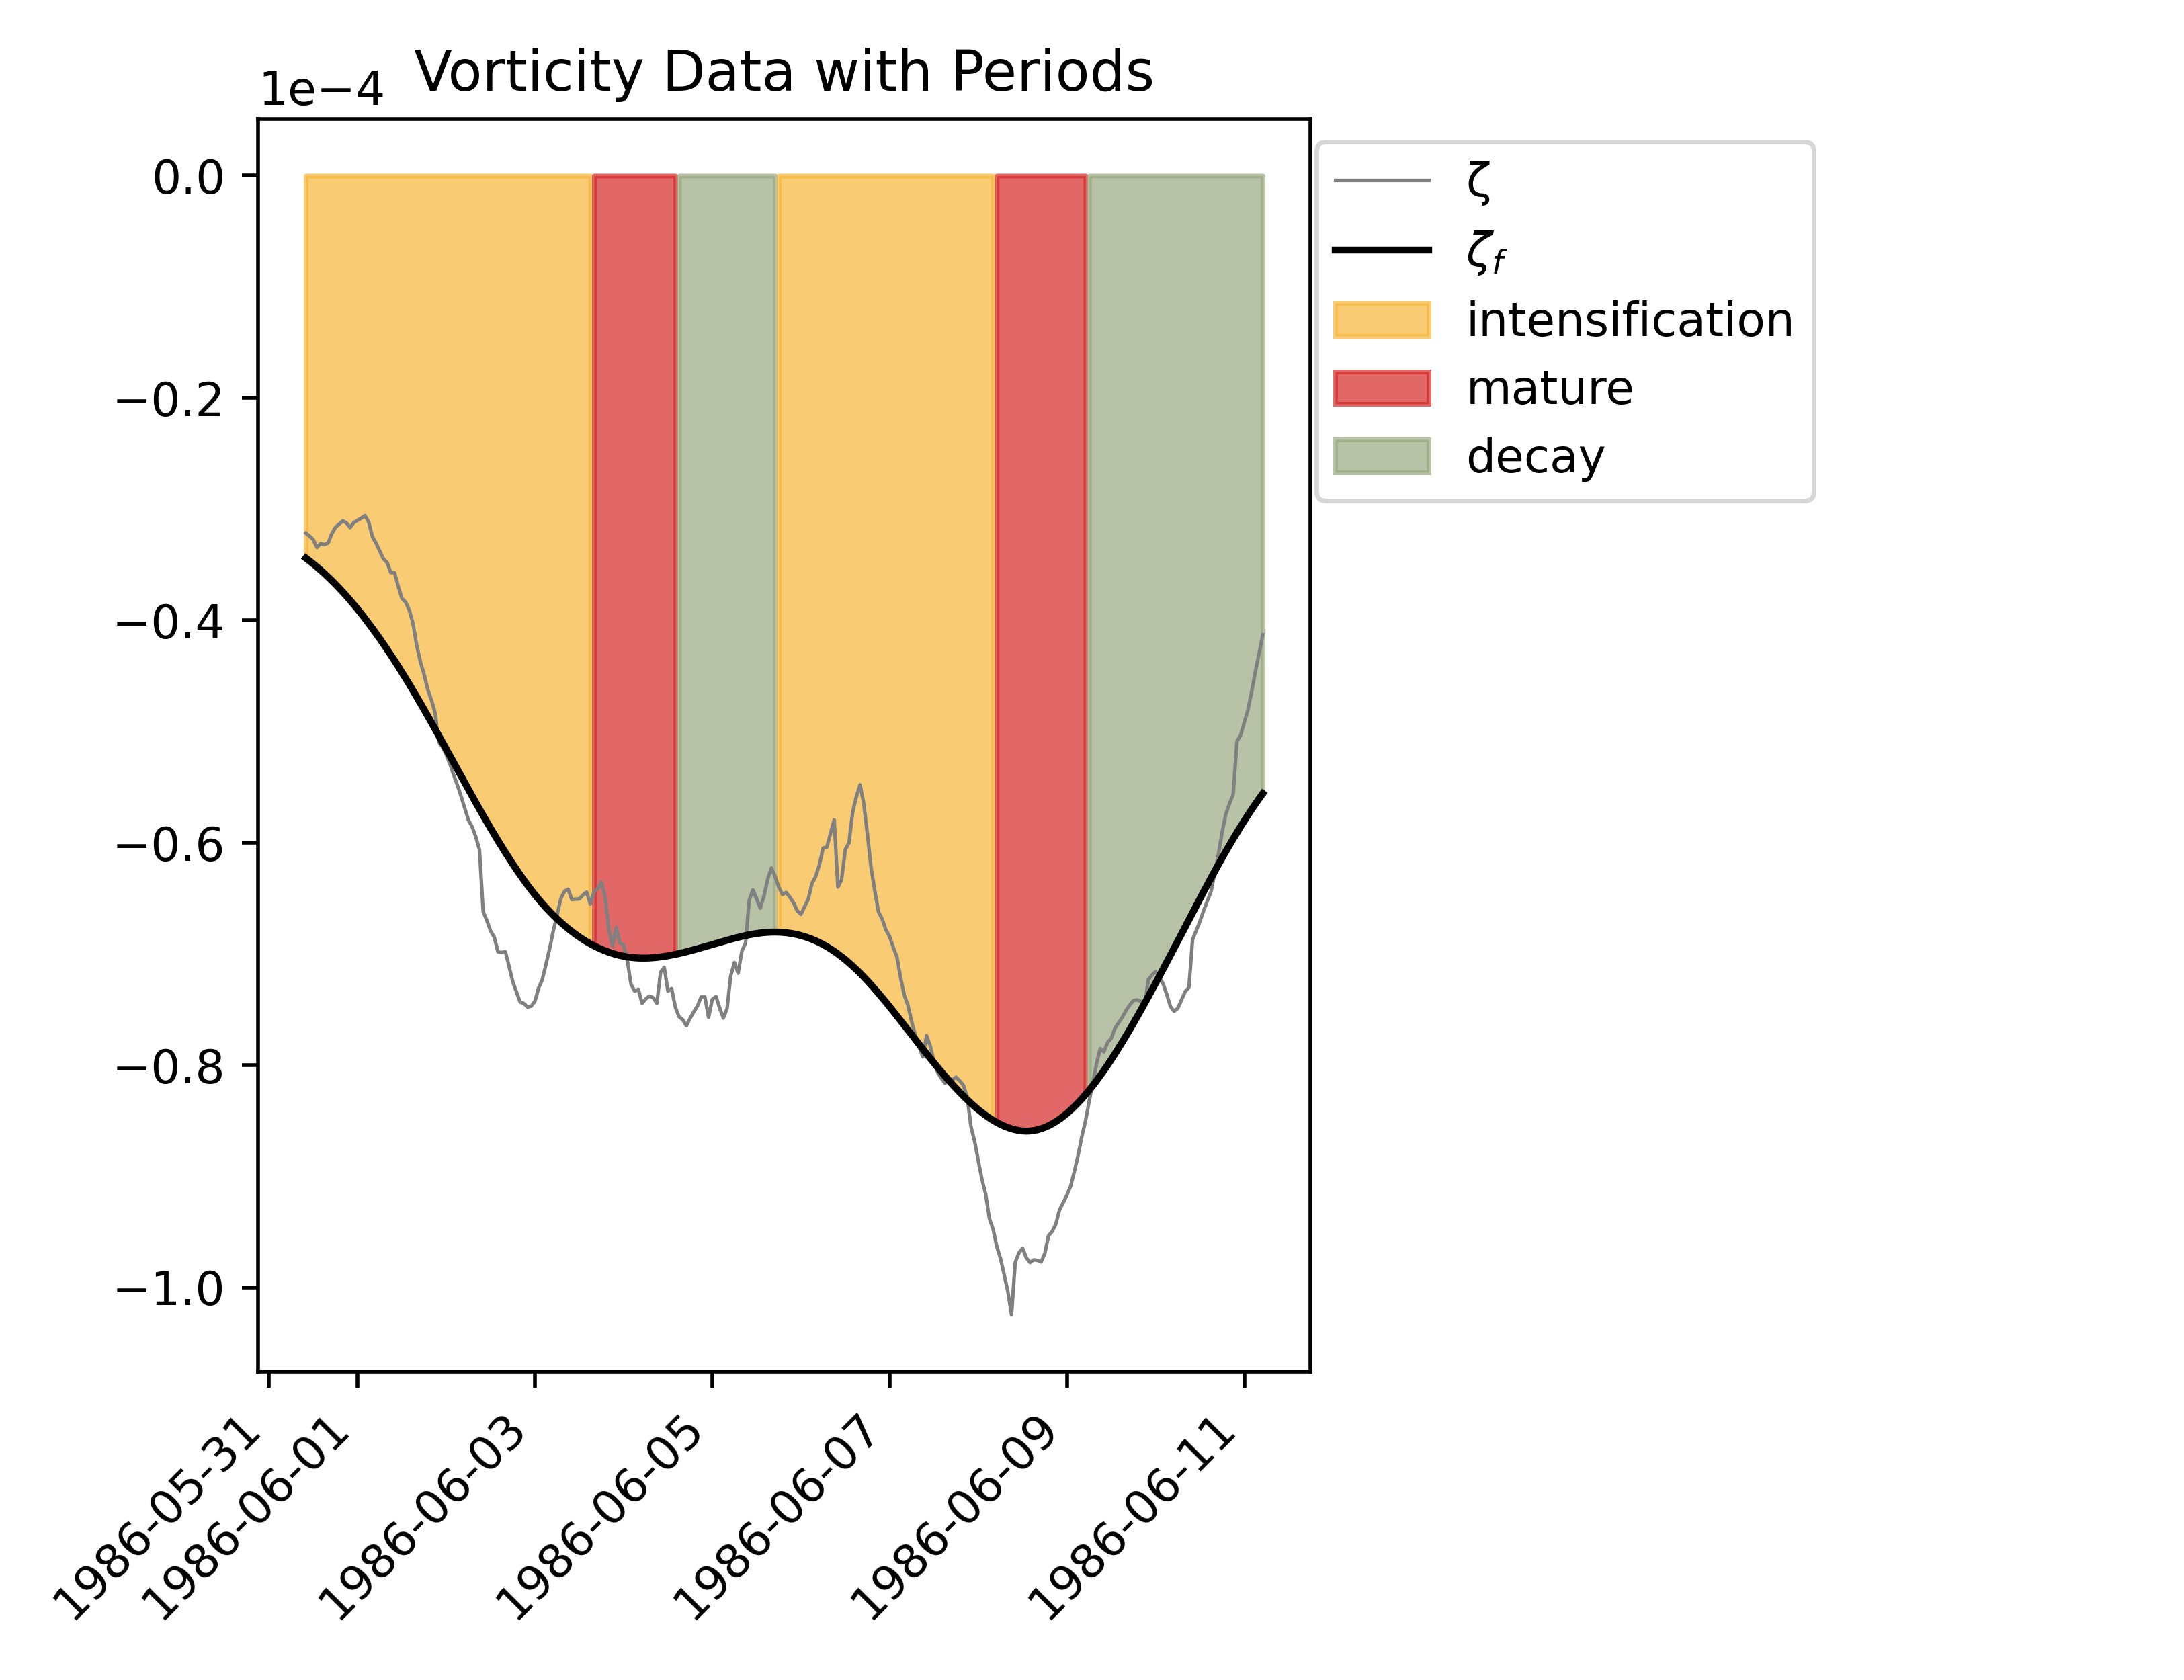 Vorticity Data with Periods
1e−4
0.0
−0.2
−0.4
−0.6
−0.8
−1.0
1986-05-31
1986-06-01
1986-06-03
1986-06-05
1986-06-07
1986-06-09
1986-06-11
ζ
ζf
intensification
mature
decay